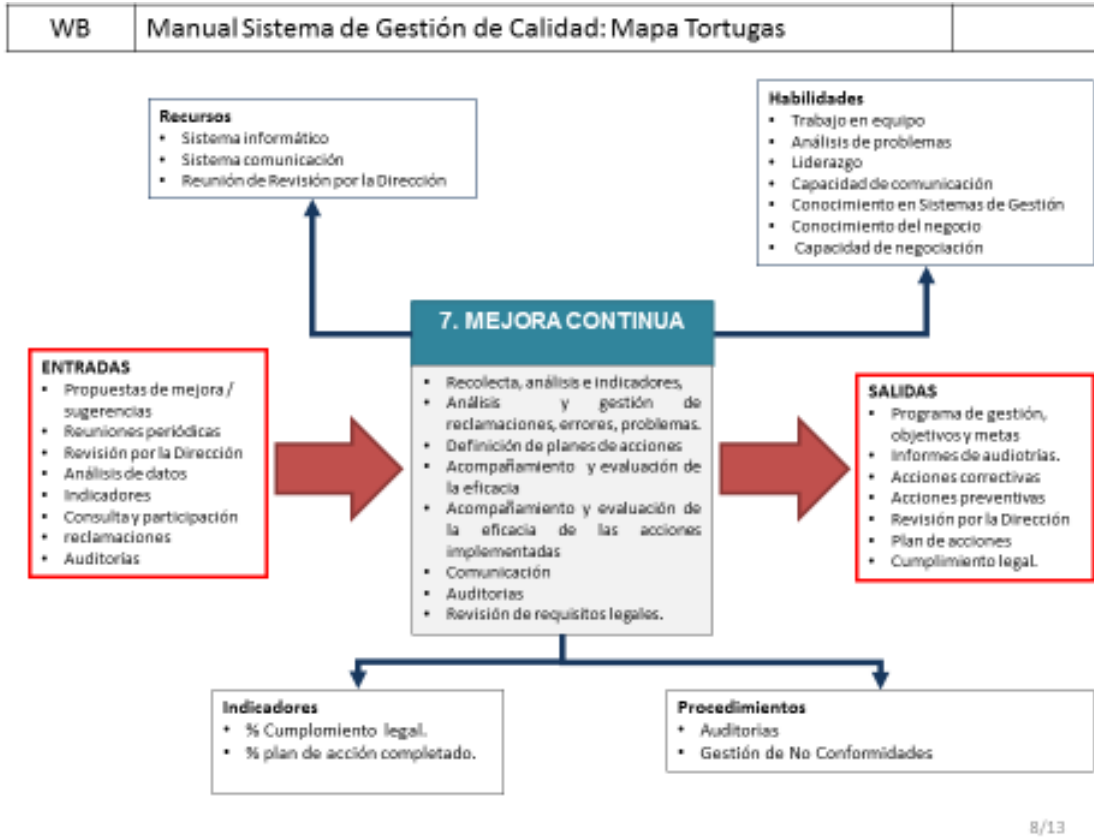 WB
Manual Sistema de Gestión de Calidad: Mapa Tortugas
Recursos
• Sistema informático
• Sistema comunicación
• Reunión de Revisión por la Dirección
Habilidades
• Trabajo en equipo
• Análisis de problemas
• Liderazgo
• Capacidad de comunicación
• Conocimiento en Sistemas de Gestión
• Conocimiento del negocio
• Capacidad de negociación
7. MEJORA CONTINUA
ENTRADAS
• Propuestas de mejora /
sugerencias
• Reuniones periódicas
• Revisión por la Dirección
• Análisis de datos
• Indicadores
• Consulta y participación
• reclamaciones
• Auditorías
• Recolecta, análisis e indicadores,
• Análisis y gestión de
reclamaciones, errores, problemas.
• Definición de planes de acciones
• Acompañamiento y evaluación de
la eficacia
• Acompañamiento y evaluación de
la eficacia de las acciones
implementadas
• Comunicación
• Auditorias
• Revisión de requisitos legales.
SALIDAS
• Programa de gestión,
objetivos y metas
• Informes de audiotrías.
• Acciones correctivas
• Acciones preventivas
• Revisión por la Dirección
• Plan de acciones
• Cumplimiento legal.
Indicadores
• % Cumplomiento legal.
• % plan de acción completado.
Procedimientos
• Auditorias
• Gestión de No Conformidades
8/13